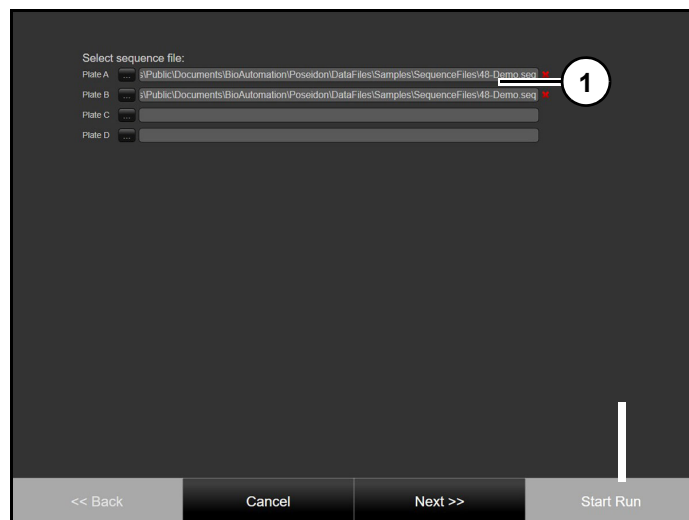 Select sequence file:
Plate A ... s\Public\Documents\BioAutomation\Poseidon\DataFiles\Samples\SequenceFiles\48-Demo.seq
1
Plate B ... s\Public\Documents\BioAutomation\Poseidon\DataFiles\Samples\SequenceFiles\48-Demo.seq
Plate C ...
Plate D ...
<< Back Cancel Next >> Start Run